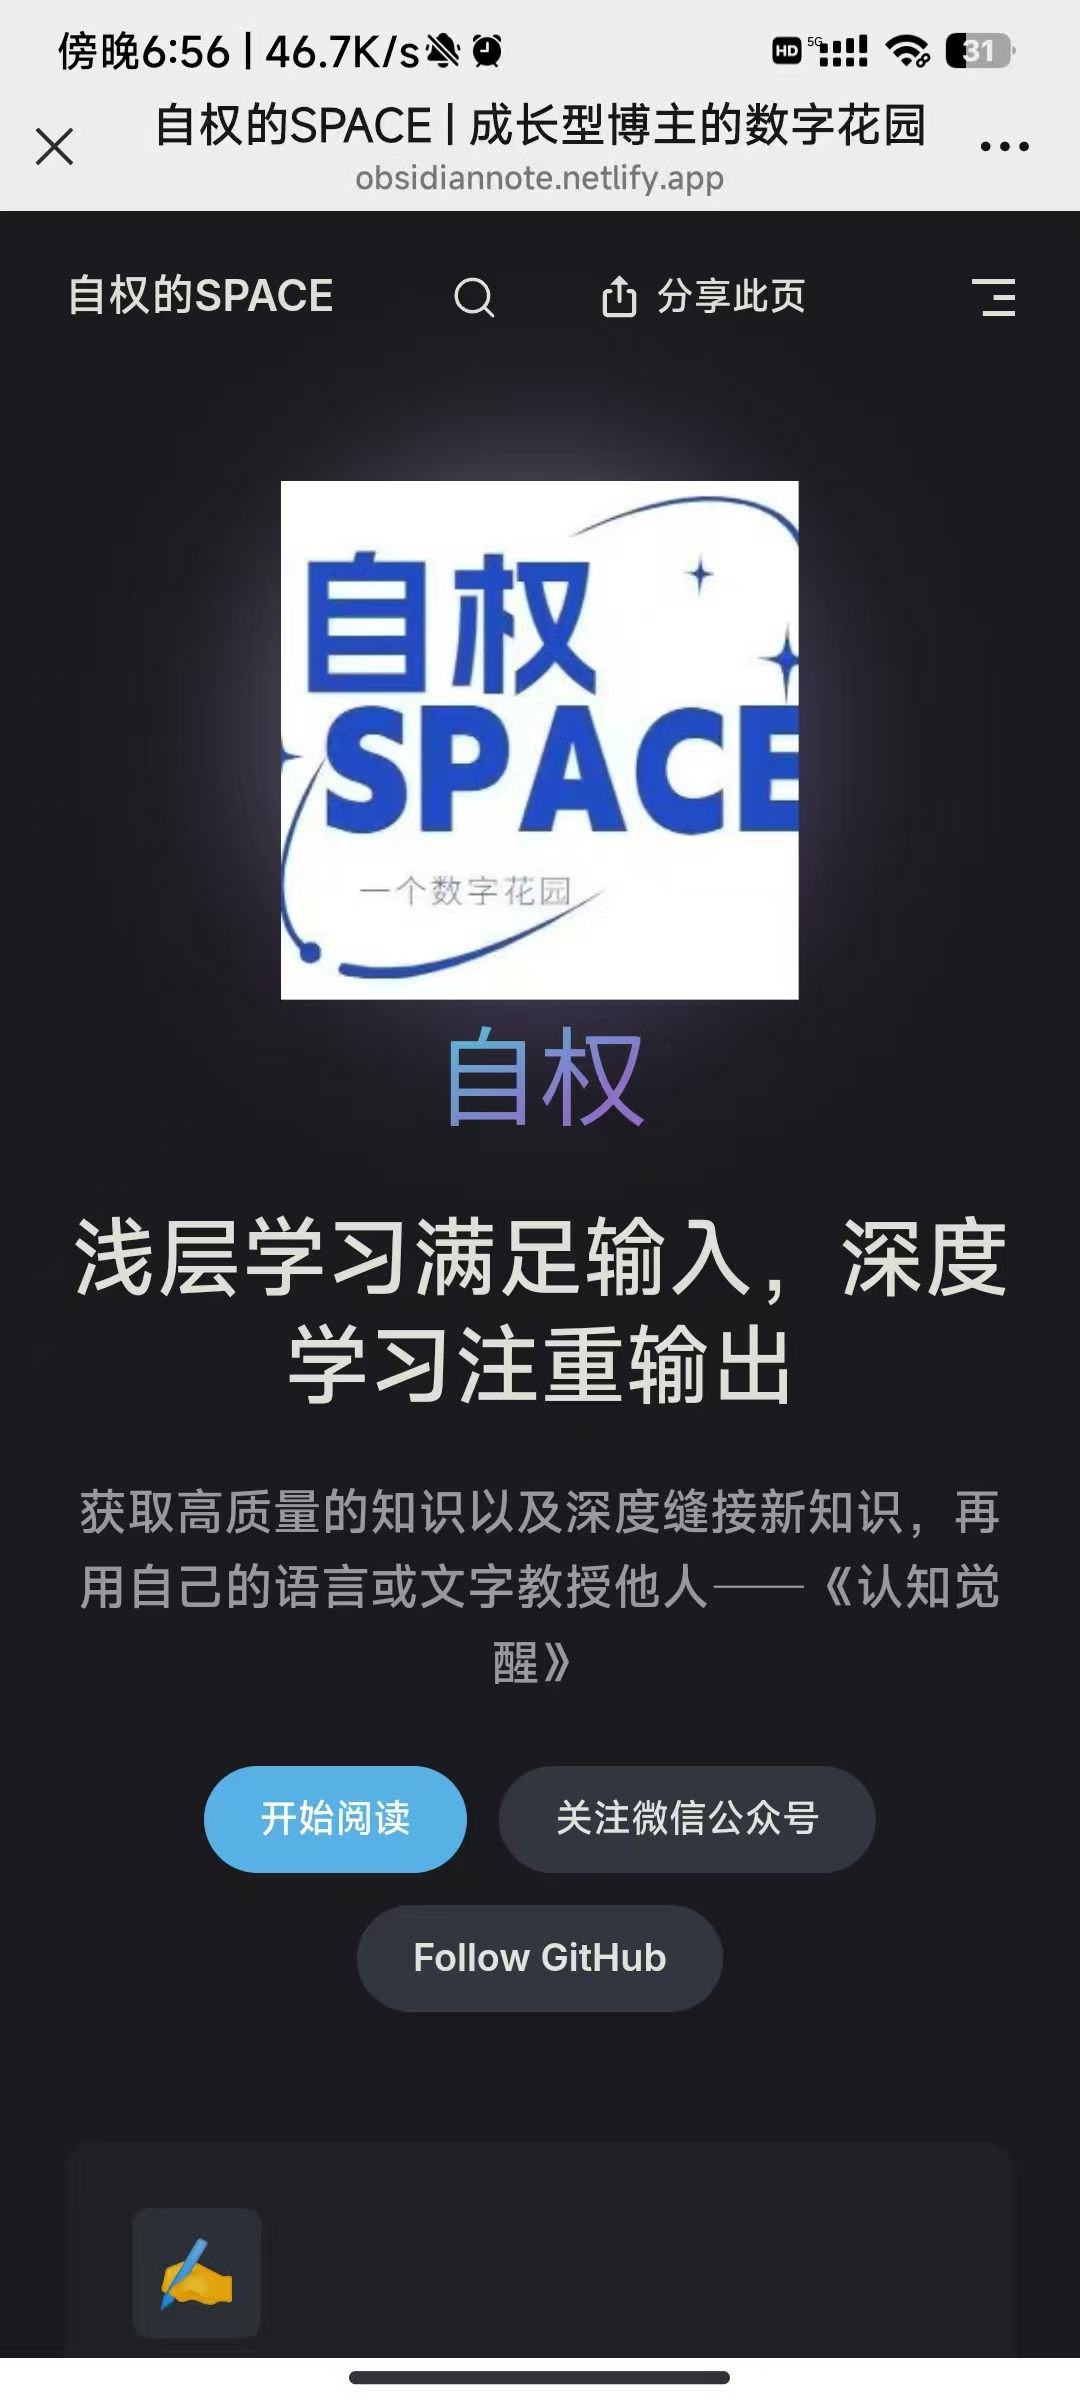 傍晚6:56 | 46.7K/s HD 5G 31
自权的SPACE | 成长型博主的数字花园
obsidiannote.netlify.app
自权的SPACE 分享此页
自权
SPACE
一个数字花园
自权
浅层学习满足输入，深度
学习注重输出
获取高质量的知识以及深度缝接新知识，再
用自己的语言或文字教授他人——《认知觉
醒》
开始阅读 关注微信公众号
Follow GitHub